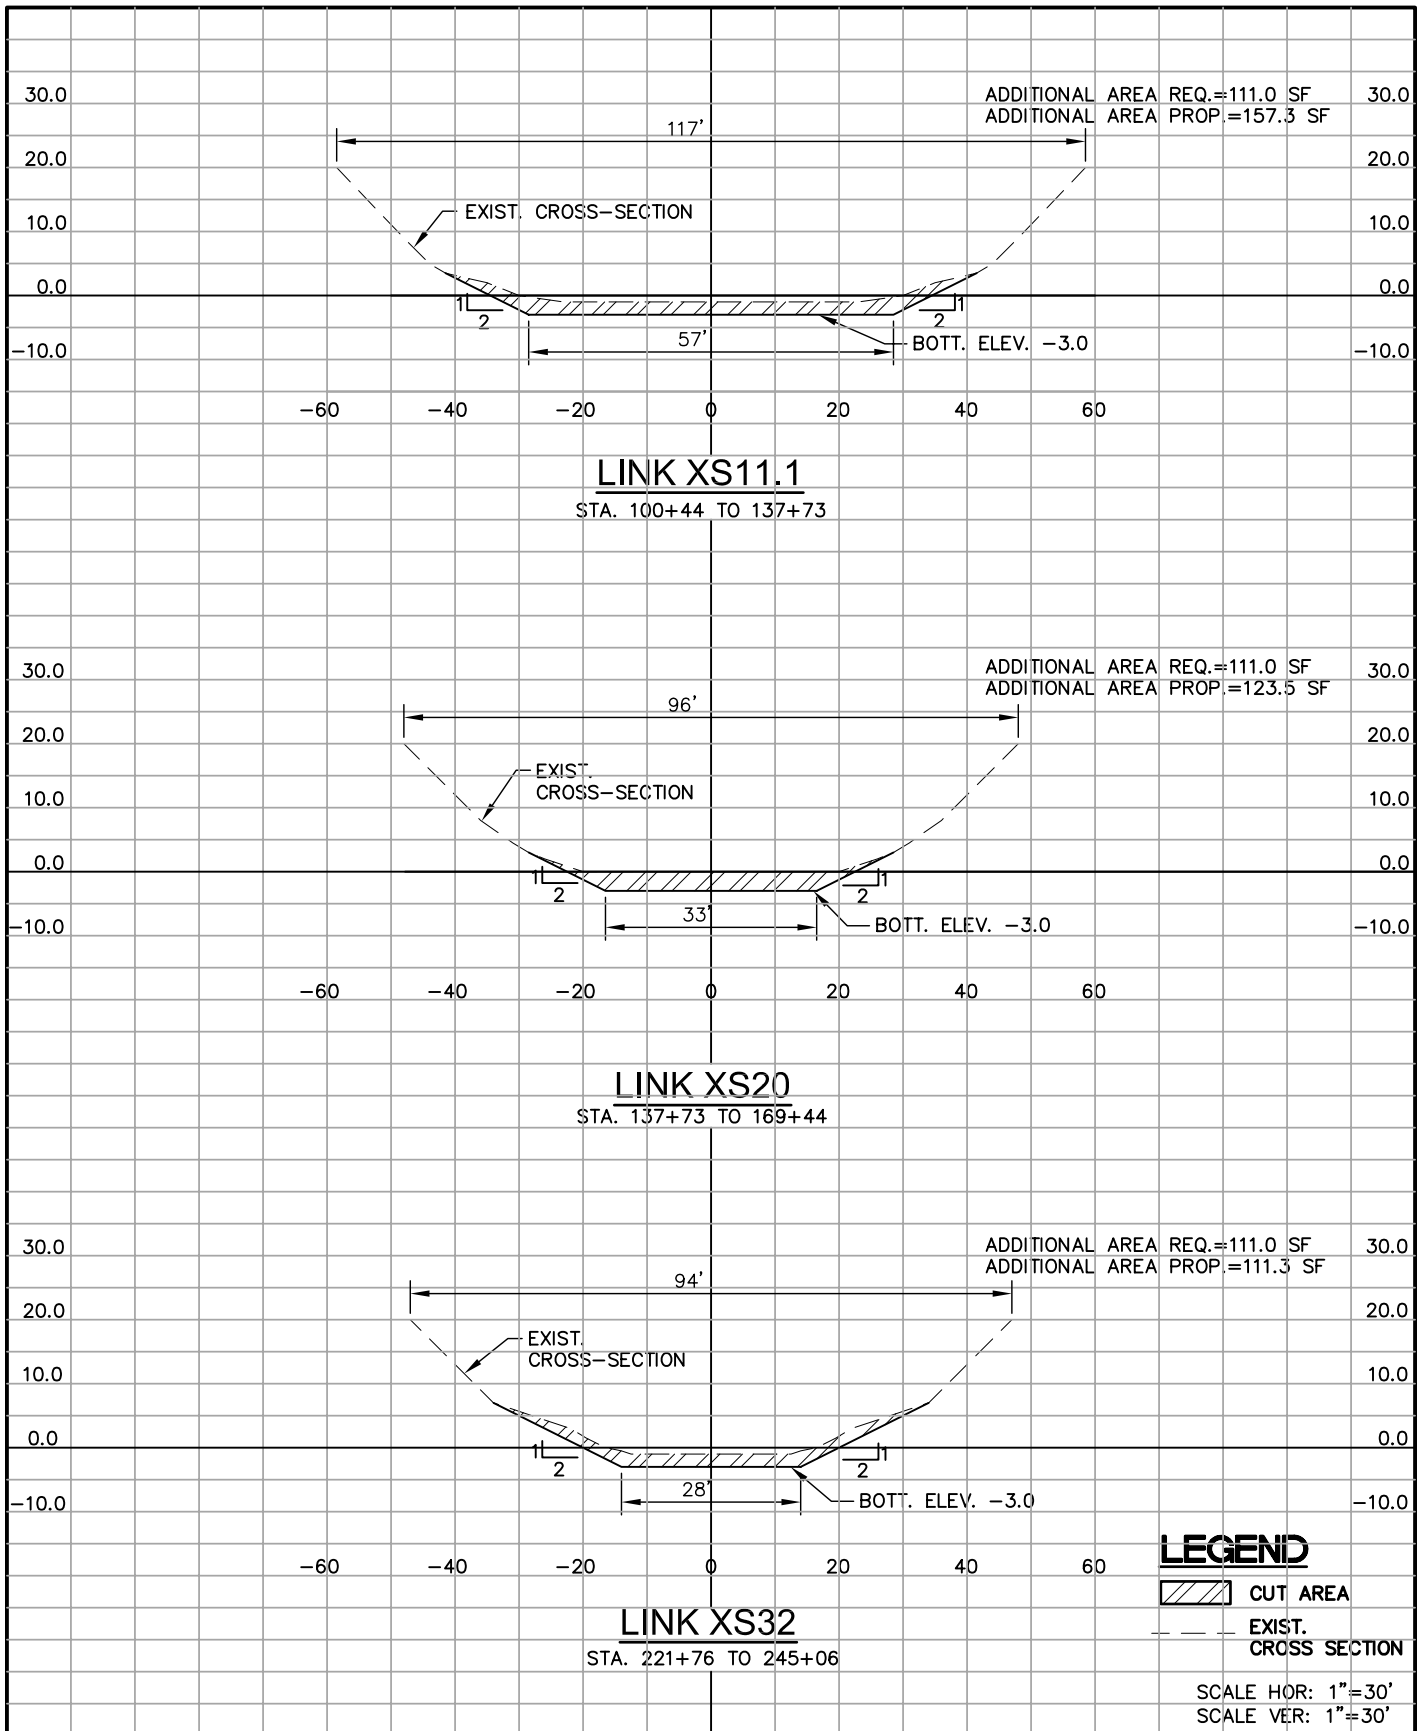 ADDITIONAL AREA REQ.=111.0 SF
ADDITIONAL AREA PROP.=157.3 SF
30.0 30.0
117'
20.0 20.0
EXIST. CROSS-SECTION
10.0 10.0
0.0 0.0
1 1
2 2
57'
BOTT. ELEV. -3.0
-10.0 -10.0
-60 -40 -20 0 20 40 60
LINK XS11.1
STA. 100+44 TO 137+73
ADDITIONAL AREA REQ.=111.0 SF
ADDITIONAL AREA PROP.=123.5 SF
30.0 30.0
96'
20.0 20.0
EXIST.
CROSS-SECTION
10.0 10.0
0.0 0.0
1 1
2 2
33'
BOTT. ELEV. -3.0
-10.0 -10.0
-60 -40 -20 0 20 40 60
LINK XS20
STA. 137+73 TO 169+44
ADDITIONAL AREA REQ.=111.0 SF
ADDITIONAL AREA PROP.=111.3 SF
30.0 30.0
94'
20.0 20.0
EXIST.
CROSS-SECTION
10.0 10.0
0.0 0.0
1 1
2 2
28'
BOTT. ELEV. -3.0
-10.0 -10.0
-60 -40 -20 0 20 40 60
LINK XS32
STA. 221+76 TO 245+06
LEGEND
CUT AREA
EXIST.
CROSS SECTION
SCALE HOR: 1"=30'
SCALE VER: 1"=30'